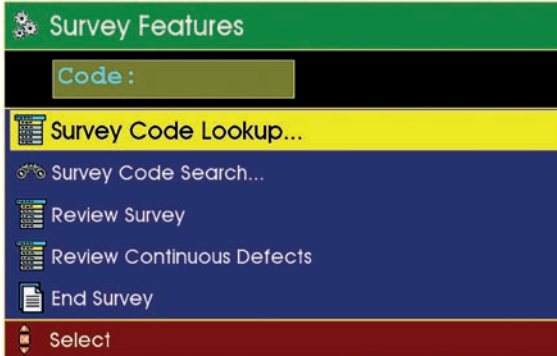 Survey Features
Code:
Survey Code Lookup...
Survey Code Search...
Review Survey
Review Continuous Defects
End Survey
Select